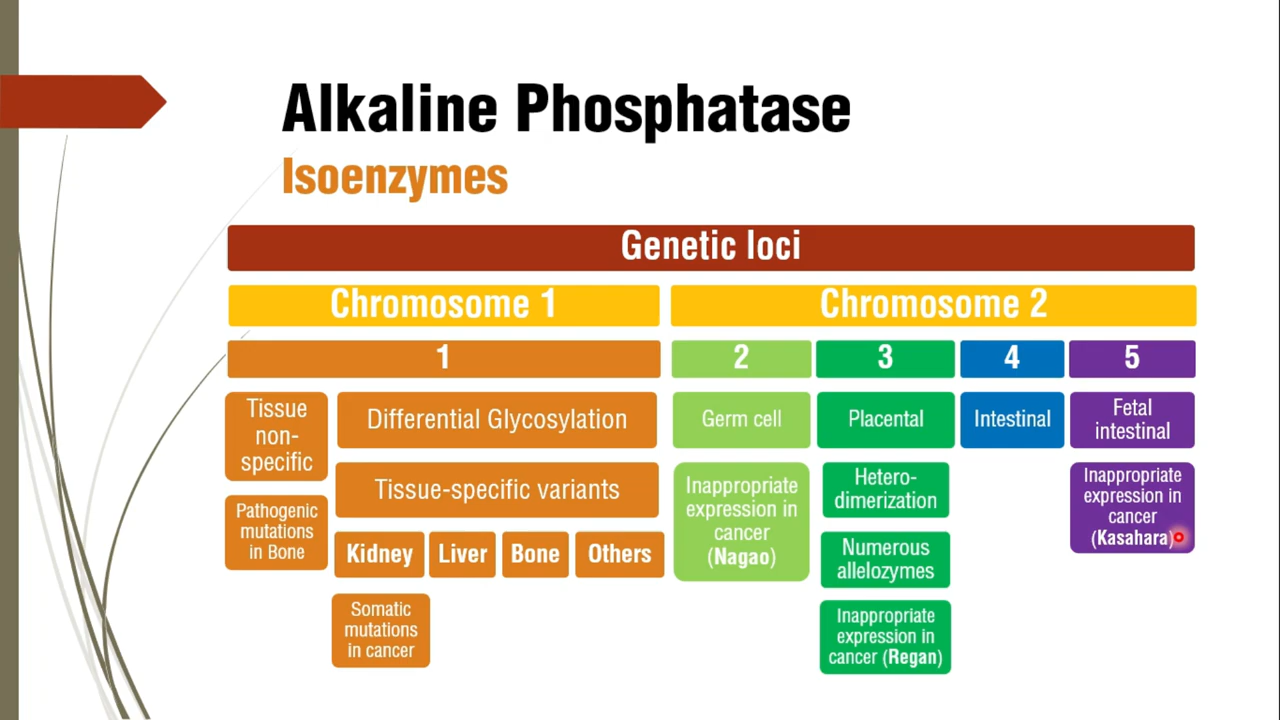 Alkaline Phosphatase
Isoenzymes
Genetic loci
Chromosome 1
Chromosome 2
1
2
3
4
5
Tissue
non-
specific
Differential Glycosylation
Germ cell
Placental
Intestinal
Fetal
intestinal
Pathogenic
mutations
in Bone
Tissue-specific variants
Kidney
Liver
Bone
Others
Somatic
mutations
in cancer
Inappropriate
expression in
cancer
(Nagao)
Hetero-
dimerization
Numerous
allelozymes
Inappropriate
expression in
cancer (Regan)
Inappropriate
expression in
cancer
(Kasahara)